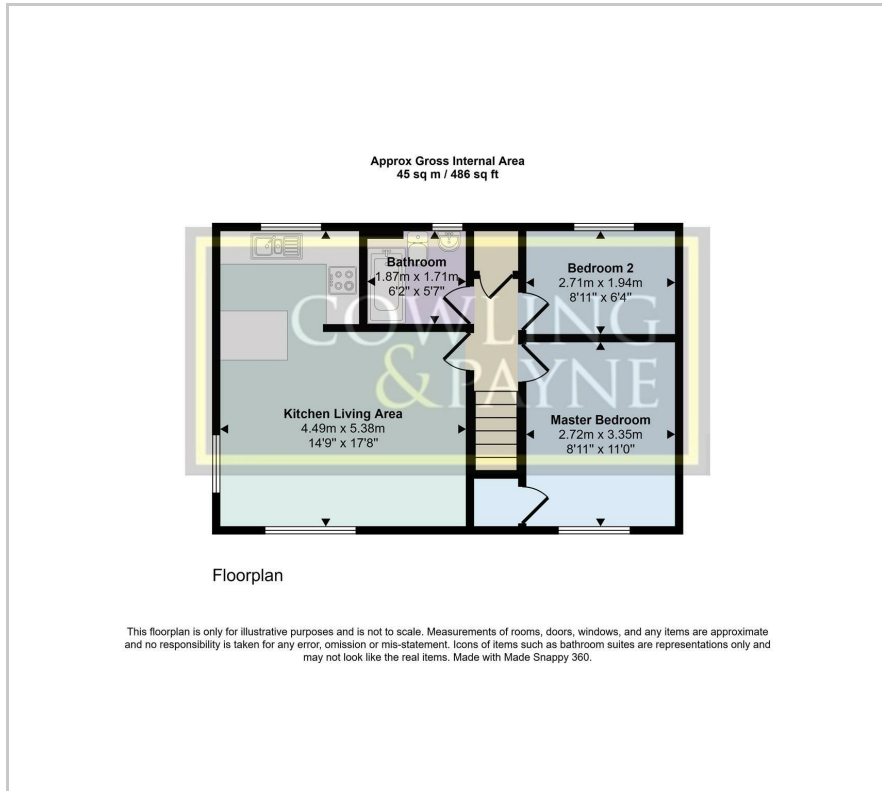 Approx Gross Internal Area
45 sq m / 486 sq ft
Bathroom
1.87m x 1.71m
6'2" x 5'7"
Bedroom 2
2.71m x 1.94m
8'11" x 6'4"
COWLING
& PAYNE
Kitchen Living Area
4.49m x 5.38m
14'9" x 17'8"
Master Bedroom
2.72m x 3.35m
8'11" x 11'0"
Floorplan
This floorplan is only for illustrative purposes and is not to scale. Measurements of rooms, doors, windows, and any items are approximate
and no responsibility is taken for any error, omission or mis-statement. Icons of items such as bathroom suites are representations only and
may not look like the real items. Made with Made Snappy 360.